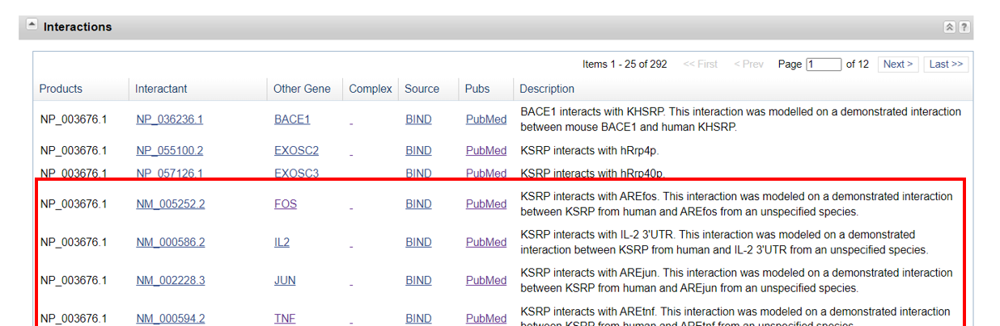 Interactions
?
Items 1 - 25 of 292 << First < Prev Page 1 of 12 Next > Last >>
Products Interactant Other Gene Complex Source Pubs Description
NP_003676.1 NP_036236.1 BACE1 - BIND PubMed BACE1 interacts with KHSRP. This interaction was modelled on a demonstrated interaction
between mouse BACE1 and human KHSRP.
NP_003676.1 NP_055100.2 EXOSC2 - BIND PubMed KSRP interacts with hRrp4p.
NP_003676.1 NP_057126.1 EXOSC3 BIND PubMed KSRP interacts with hRrp40p.
NP_003676.1 NM_005252.2 FOS - BIND PubMed KSRP interacts with AREfos. This interaction was modeled on a demonstrated interaction
between KSRP from human and AREfos from an unspecified species.
NP_003676.1 NM_000586.2 IL2 - BIND PubMed KSRP interacts with IL-2 3'UTR. This interaction was modeled on a demonstrated
interaction between KSRP from human and IL-2 3'UTR from an unspecified species.
NP_003676.1 NM_002228.3 JUN - BIND PubMed KSRP interacts with AREjun. This interaction was modeled on a demonstrated interaction
between KSRP from human and AREjun from an unspecified species.
NP_003676.1 NM_000594.2 TNF - BIND PubMed KSRP interacts with AREtnf. This interaction was modeled on a demonstrated interaction
between KSRP from human and AREtnf from an unspecified species.